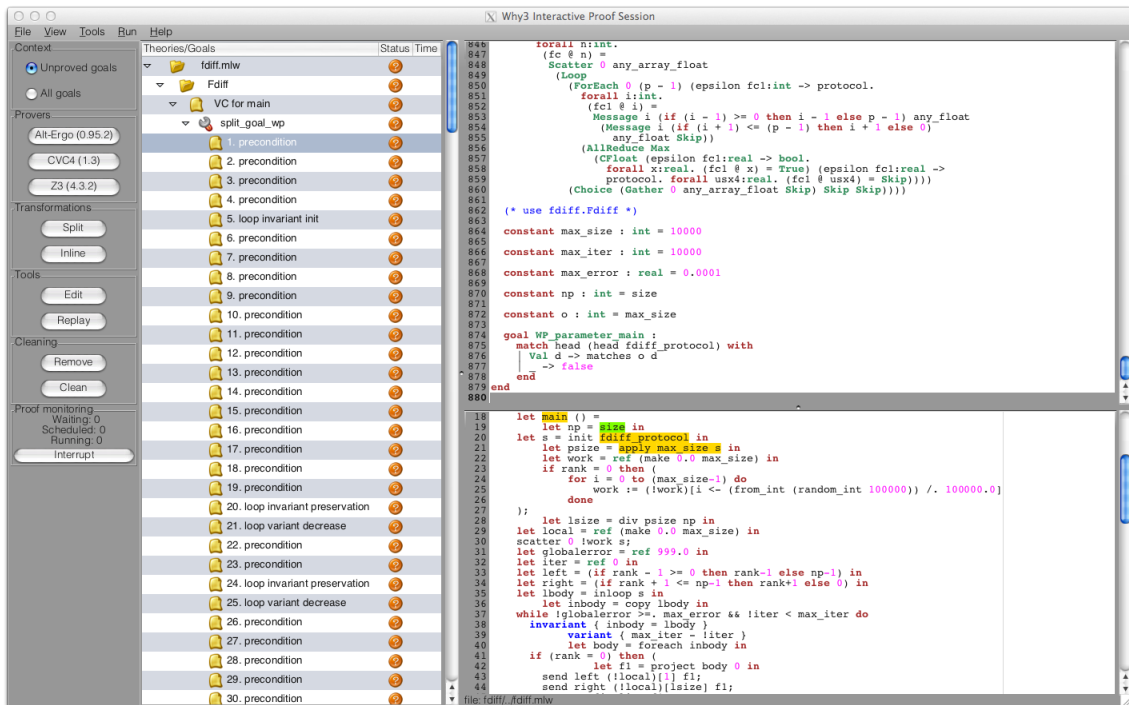 Why3 Interactive Proof Session
File View Tools Run Help
Context
Unproved goals
All goals
Provers
Alt-Ergo (0.95.2)
CVC4 (1.3)
Z3 (4.3.2)
Transformations
Split
Inline
Tools
Edit
Replay
Cleaning
Remove
Clean
Proof monitoring
Waiting: 0
Scheduled: 0
Running: 0
Interrupt
Theories/Goals Status Time
fdiff.mlw
Fdiff
VC for main
split_goal_wp
1. precondition
2. precondition
3. precondition
4. precondition
5. loop invariant init
6. precondition
7. precondition
8. precondition
9. precondition
10. precondition
11. precondition
12. precondition
13. precondition
14. precondition
15. precondition
16. precondition
17. precondition
18. precondition
19. precondition
20. loop invariant preservation
21. loop variant decrease
22. precondition
23. precondition
24. loop invariant preservation
25. loop variant decrease
26. precondition
27. precondition
28. precondition
29. precondition
30. precondition
846 forall n:int.
847 (fc @ n) =
848 Scatter 0 any_array_float
849 (Loop
850 (ForEach 0 (p - 1) (epsilon fc1:int -> protocol.
851 forall i:int.
852 (fc1 @ i) =
853 Message i (if (i - 1) >= 0 then i - 1 else p - 1) any_float
854 (Message i (if (i + 1) <= (p - 1) then i + 1 else 0)
855 any_float Skip))
856 (AllReduce Max
857 (CFloat (epsilon fc1:real -> bool.
858 forall x:real. (fc1 @ x) = True) (epsilon fc1:real ->
859 protocol. forall usx4:real. (fc1 @ usx4) = Skip))))
860 (Choice (Gather 0 any_array_float Skip) Skip Skip))))
861
862 (* use fdiff.Fdiff *)
863
864 constant max_size : int = 10000
865
866 constant max_iter : int = 10000
867
868 constant max_error : real = 0.0001
869
870 constant np : int = size
871
872 constant o : int = max_size
873
874 goal WP_parameter_main :
875 match head (head fdiff_protocol) with
876 | Val d -> matches o d
877 | _ -> false
878 end
879 end
880
18 let main () =
19 let np = size in
20 let s = init fdiff_protocol in
21 let psize = apply max_size s in
22 let work = ref (make 0.0 max_size) in
23 if rank = 0 then (
24 for i = 0 to (max_size-1) do
25 work := (!work)[i <- (from_int (random_int 100000)) /. 100000.0]
26 done
27 );
28 let lsize = div psize np in
29 let local = ref (make 0.0 max_size) in
30 scatter 0 !work s;
31 let globalerror = ref 999.0 in
32 let iter = ref 0 in
33 let left = (if rank - 1 >= 0 then rank-1 else np-1) in
34 let right = (if rank + 1 <= np-1 then rank+1 else 0) in
35 let lbody = inloop s in
36 let inbody = copy lbody in
37 while !globalerror >=. max_error && !iter < max_iter do
38 invariant { inbody = lbody }
39 variant { max_iter - !iter }
40 let body = foreach inbody in
41 if (rank = 0) then (
42 let f1 = project body 0 in
43 send left (!local)[1] f1;
44 send right (!local)[lsize] f1;
file: fdiff/../fdiff.mlw